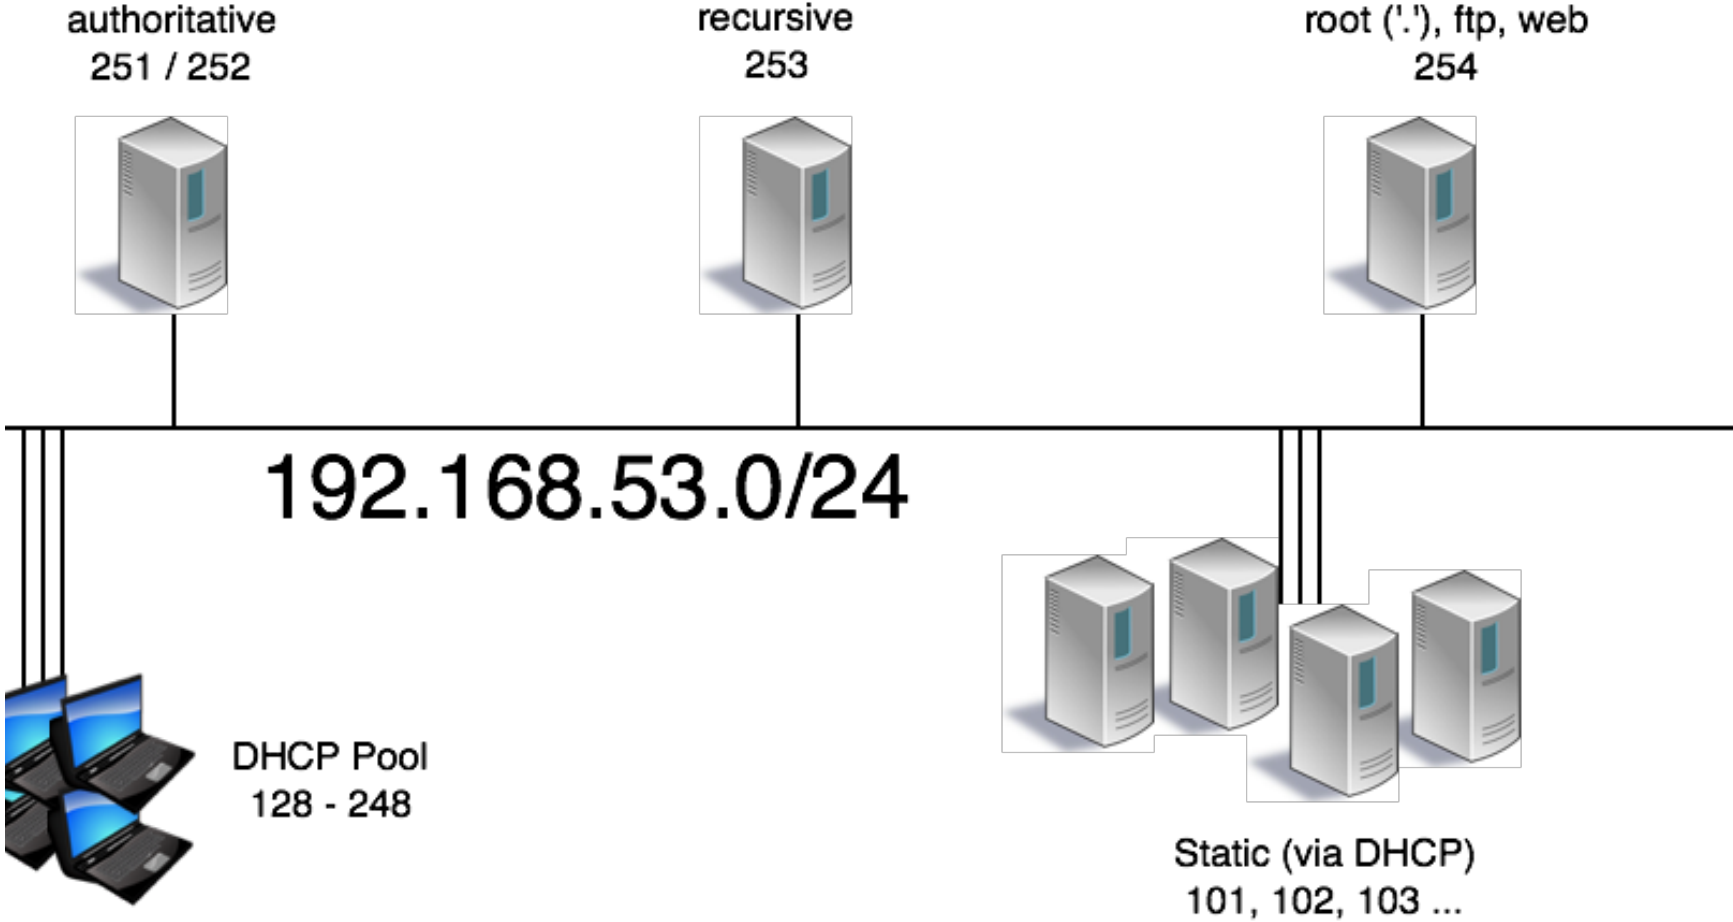 authoritative
251 / 252
recursive
253
root ('.'), ftp, web
254
192.168.53.0/24
DHCP Pool
128 - 248
Static (via DHCP)
101, 102, 103 ...